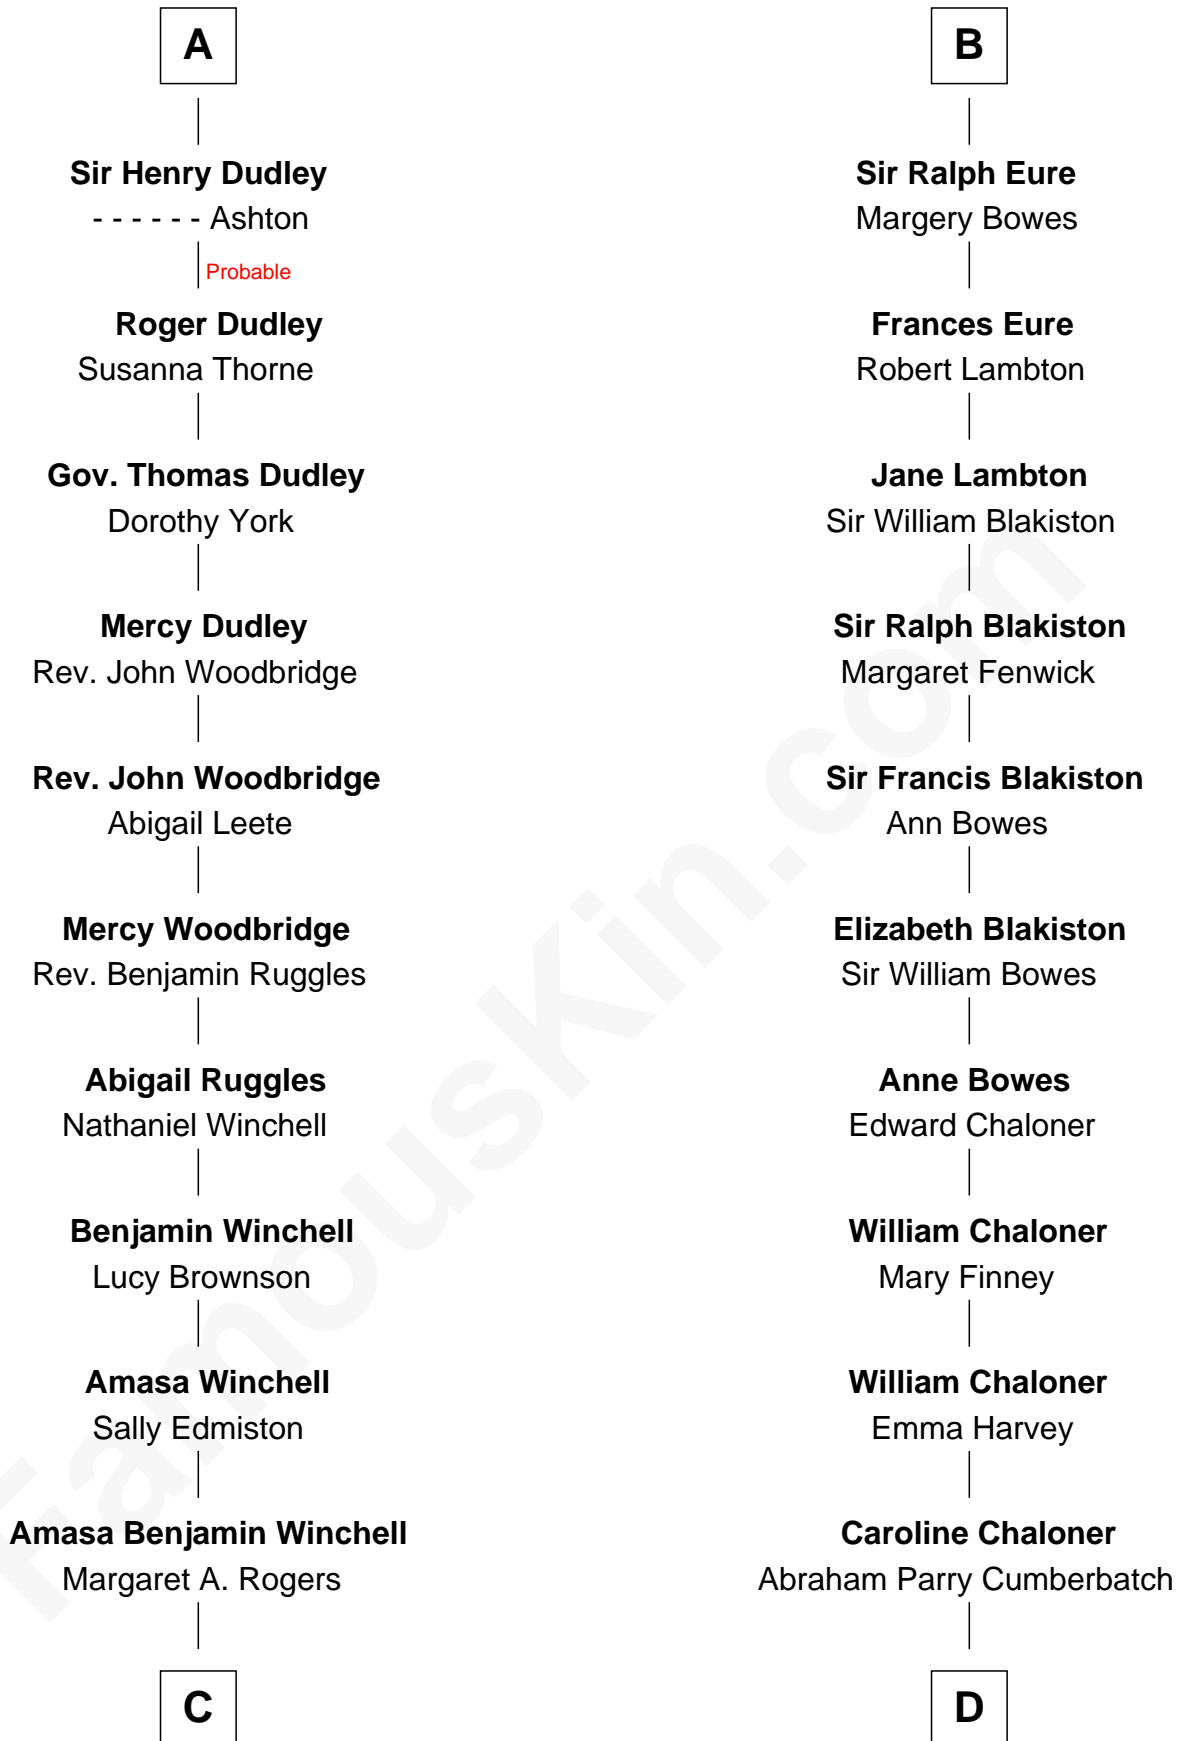 A
Sir Henry Dudley
- - - - - - Ashton
Probable
Roger Dudley
Susanna Thorne
Gov. Thomas Dudley
Dorothy York
Mercy Dudley
Rev. John Woodbridge
Rev. John Woodbridge
Abigail Leete
Mercy Woodbridge
Rev. Benjamin Ruggles
Abigail Ruggles
Nathaniel Winchell
Benjamin Winchell
Lucy Brownson
Amasa Winchell
Sally Edmiston
Amasa Benjamin Winchell
Margaret A. Rogers
C
B
Sir Ralph Eure
Margery Bowes
Frances Eure
Robert Lambton
Jane Lambton
Sir William Blakiston
Sir Ralph Blakiston
Margaret Fenwick
Sir Francis Blakiston
Ann Bowes
Elizabeth Blakiston
Sir William Bowes
Anne Bowes
Edward Chaloner
William Chaloner
Mary Finney
William Chaloner
Emma Harvey
Caroline Chaloner
Abraham Parry Cumberbatch
D
FamousKin.com